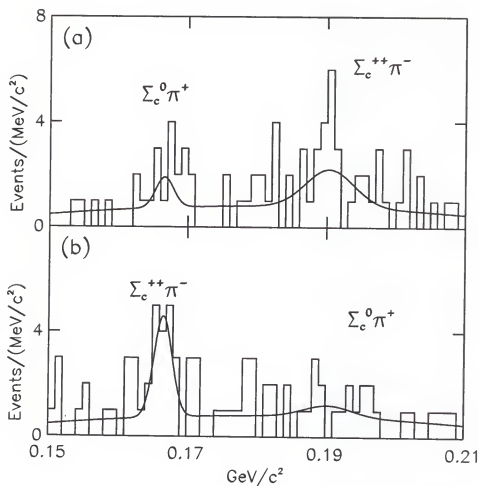 8
(a)
Σc⁺⁺π⁻
Σc⁰π⁺
Events/(MeV/c²)
4
0
(b)
Σc⁺⁺π⁻
Σc⁰π⁺
Events/(MeV/c²)
4
0
0.15 0.17 0.19 0.21
GeV/c²